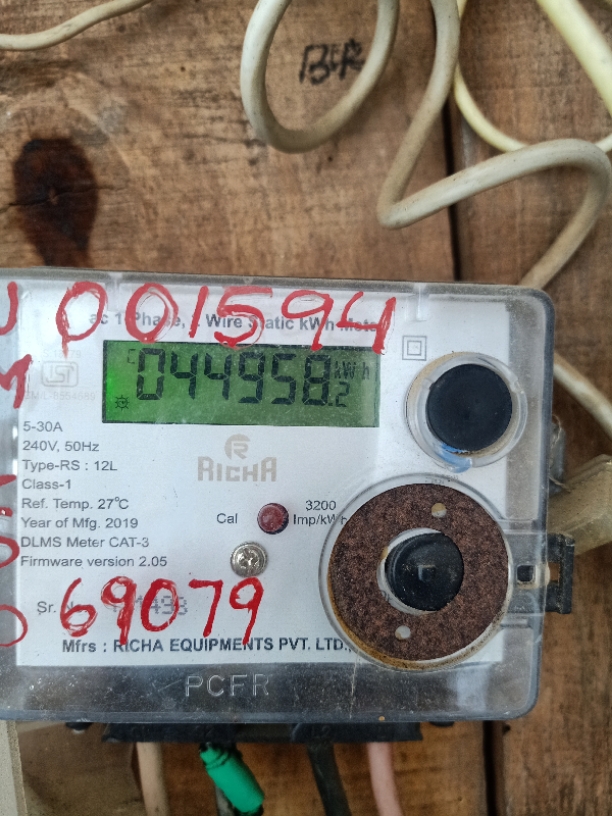 BLR
001594
ac 1 Phase, Wire Static kWh Meter
C 044958.2 kWh
5-30A
240V, 50Hz
Type-RS : 12L
RICHA
Class-1
Ref. Temp. 27°C
Year of Mfg. 2019
Cal
3200
Imp/kWh
DLMS Meter CAT-3
Firmware version 2.05
Sr.
69079
Mfrs : RICHA EQUIPMENTS PVT. LTD.
PCFR